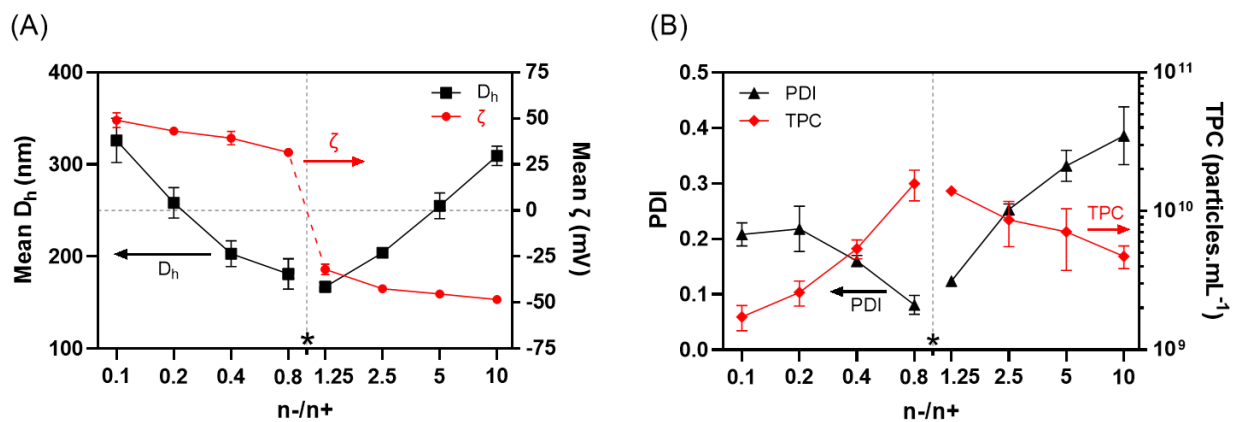 (A)
400
300
200
100
Mean Dh (nm)
75
50
25
0
-25
-50
-75
Mean ζ (mV)
Dh
ζ
ζ
Dh
*
0.1 0.2 0.4 0.8 1.25 2.5 5 10
n-/n+
(B)
0.5
0.4
0.3
0.2
0.1
0.0
PDI
10^11
10^10
10^9
TPC (particles.mL^-1)
PDI
TPC
TPC
PDI
*
0.1 0.2 0.4 0.8 1.25 2.5 5 10
n-/n+